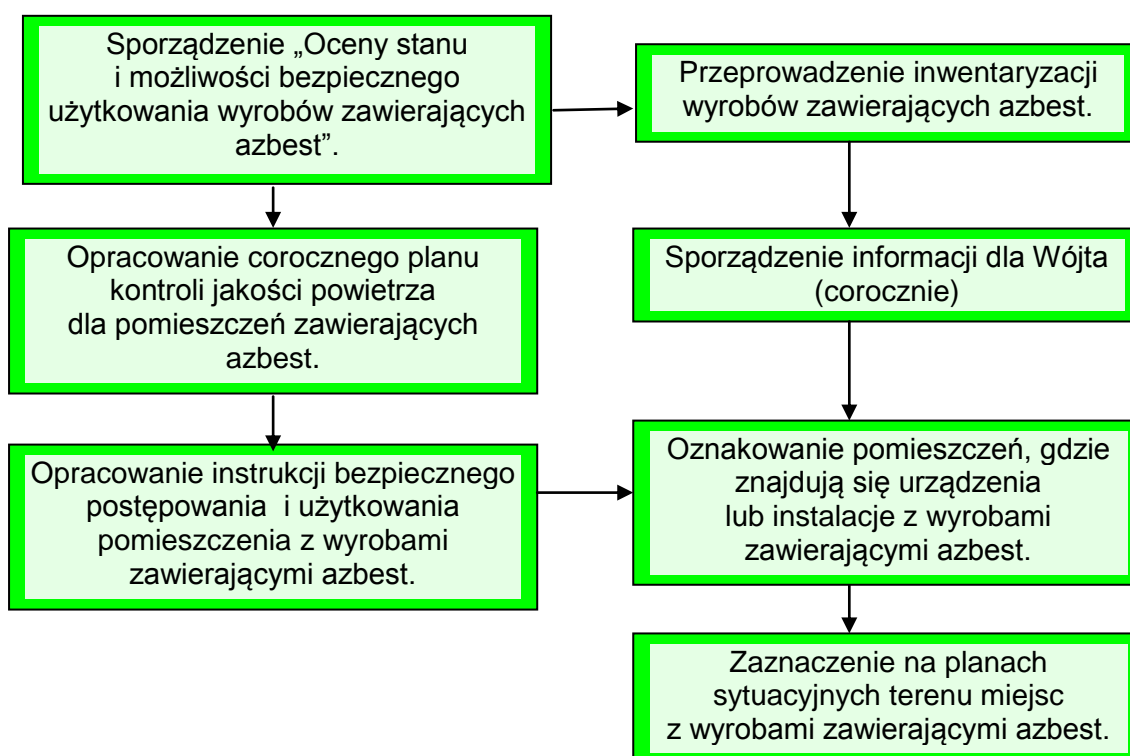 Sporządzenie „Oceny stanu
i możliwości bezpiecznego
użytkowania wyrobów zawierających
azbest”.
Przeprowadzenie inwentaryzacji
wyrobów zawierających azbest.
Opracowanie corocznego planu
kontroli jakości powietrza
dla pomieszczeń zawierających
azbest.
Sporządzenie informacji dla Wójta
(corocznie)
Opracowanie instrukcji bezpiecznego
postępowania i użytkowania
pomieszczenia z wyrobami
zawierającymi azbest.
Oznakowanie pomieszczeń, gdzie
znajdują się urządzenia
lub instalacje z wyrobami
zawierającymi azbest.
Zaznaczenie na planach
sytuacyjnych terenu miejsc
z wyrobami zawierającymi azbest.